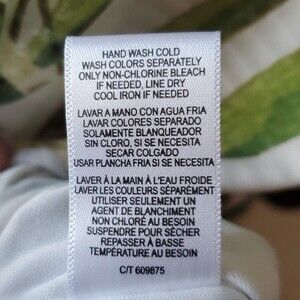 HAND WASH COLD
WASH COLORS SEPARATELY
ONLY NON-CHLORINE BLEACH
IF NEEDED, LINE DRY
COOL IRON IF NEEDED
LAVAR A MANO CON AGUA FRIA
LAVAR COLORES SEPARADO
SOLAMENTE BLANQUEADOR
SIN CLORO, SI SE NECESITA
SECAR COLGADO
USAR PLANCHA FRIA SI SE NECESITA
LAVER À LA MAIN À L'EAU FROIDE
LAVER LES COULEURS SÉPARÉMENT
UTILISER SEULEMENT UN
AGENT DE BLANCHIMENT
NON CHLORÉ AU BESOIN
SUSPENDRE POUR SÉCHER
REPASSER À BASSE
TEMPÉRATURE AU BESOIN
C/T 609875